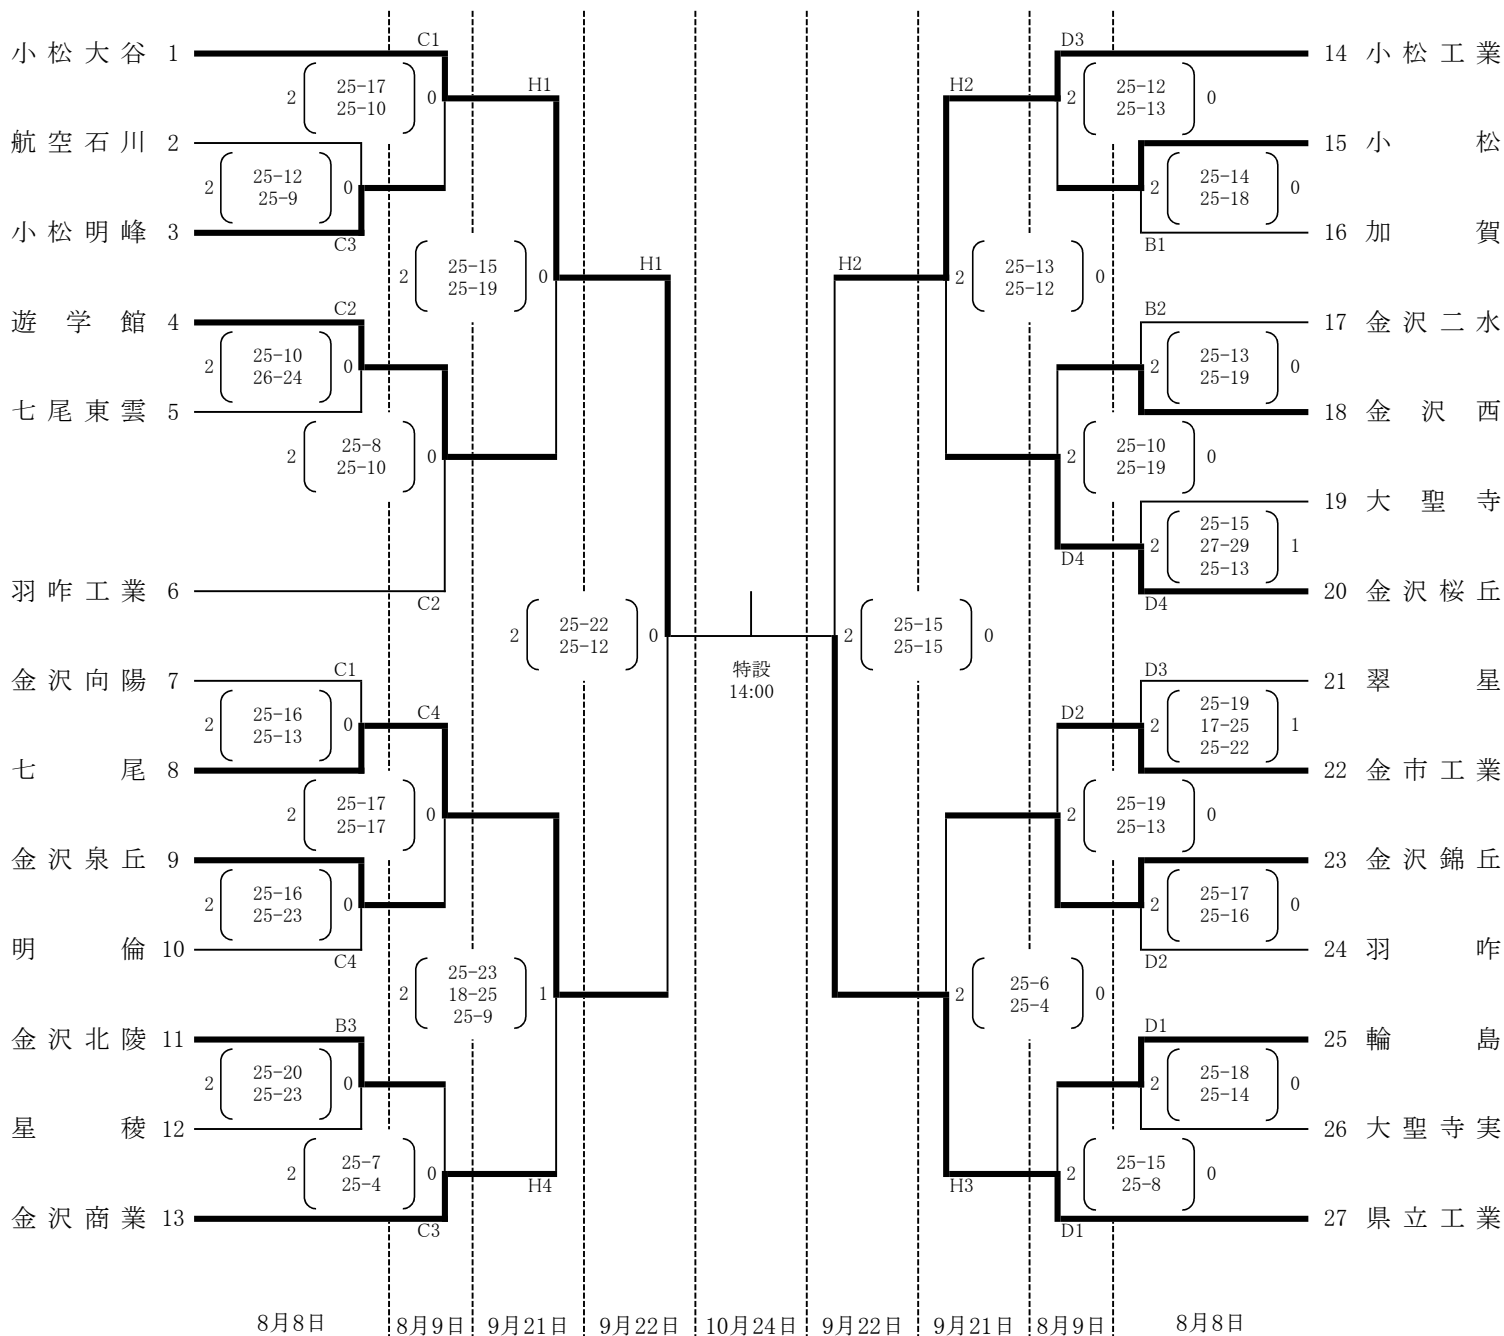 C1
D3
小松大谷 1
14 小松工業
2 25-17 0
25-10
H1
H2
2 25-12 0
25-13
航空石川 2
15 小松
2 25-12 0
25-9
2 25-14 0
25-18
小松明峰 3
16 加賀
C3
B1
2 25-15 0
25-19
H1
H2
2 25-13 0
25-12
C2
B2
遊学館 4
17 金沢二水
2 25-10 0
26-24
2 25-13 0
25-19
七尾東雲 5
18 金沢西
2 25-8 0
25-10
2 25-10 0
25-19
19 大聖寺
2 25-15 1
27-29
25-13
D4
羽咋工業 6
20 金沢桜丘
C2
D4
2 25-22 0
25-12
2 25-15 0
25-15
特設
14:00
C1
D3
金沢向陽 7
21 翠星
2 25-16 0
25-13
C4
D2
2 25-19 1
17-25
25-22
七尾 8
22 金市工業
2 25-17 0
25-17
2 25-19 0
25-13
金沢泉丘 9
23 金沢錦丘
2 25-16 0
25-23
2 25-17 0
25-16
明倫 10
24 羽咋
C4
D2
2 25-23 1
18-25
25-9
2 25-6 0
25-4
B3
D1
金沢北陵 11
25 輪島
2 25-20 0
25-23
2 25-18 0
25-14
星稜 12
26 大聖寺実
2 25-7 0
25-4
H4
H3
2 25-15 0
25-8
金沢商業 13
27 県立工業
C3
D1
8月8日 8月9日 9月21日 9月22日 10月24日 9月22日 9月21日 8月9日 8月8日